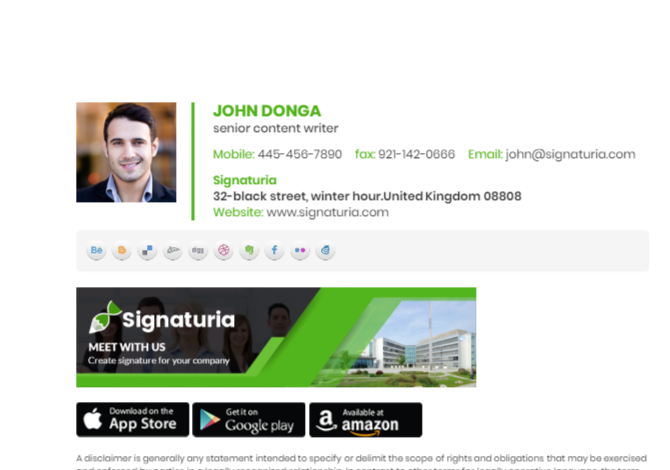 JOHN DONGA
senior content writer
Mobile: 445-456-7890 fax: 921-142-0666 Email: john@signaturia.com
Signaturia
32-black street, winter hour.United Kingdom 08808
Website: www.signaturia.com
Bē
digg
f
Signaturia
MEET WITH US
Create signature for your company
Download on the
App Store
Get it on
Google play
a
Available at
amazon
A disclaimer is generally any statement intended to specify or delimit the scope of rights and obligations that may be exercised